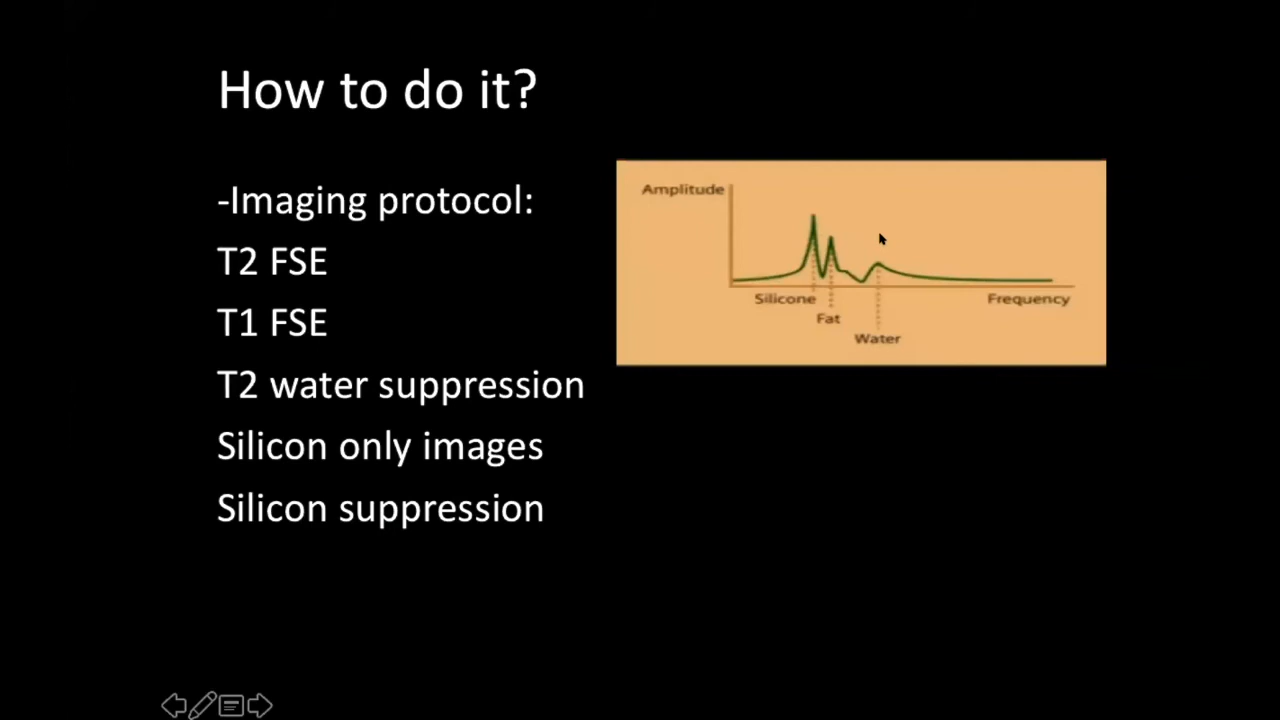 How to do it?
-Imaging protocol:
T2 FSE
T1 FSE
T2 water suppression
Silicon only images
Silicon suppression
Amplitude
Silicone
Frequency
Fat
Water